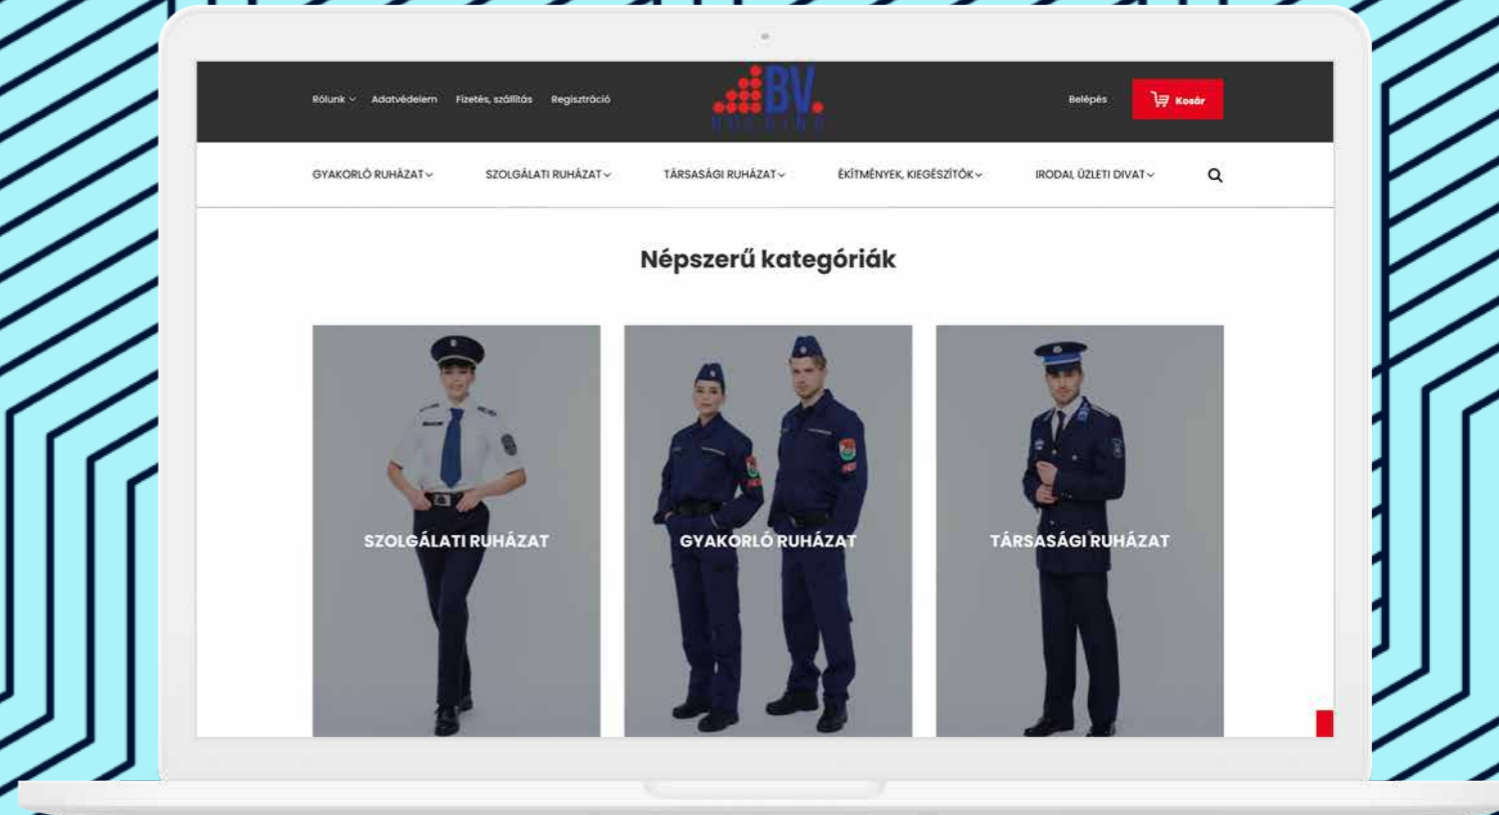 Rólunk Adatvédelem Fizetés, szállítás Regisztráció
BV.
HOLDING
Belépés Kosár
GYAKORLÓ RUHÁZAT SZOLGÁLATI RUHÁZAT TÁRSASÁGI RUHÁZAT ÉKÍTMÉNYEK, KIEGÉSZÍTŐK IRODAI, ÜZLETI DIVAT
Népszerű kategóriák
SZOLGÁLATI RUHÁZAT
GYAKORLÓ RUHÁZAT
TÁRSASÁGI RUHÁZAT